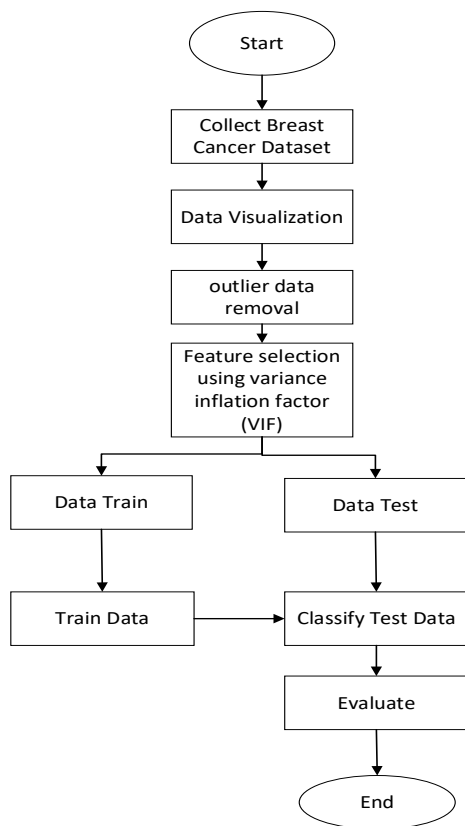 Start
Collect Breast
Cancer Dataset
Data Visualization
outlier data
removal
Feature selection
using variance
inflation factor
(VIF)
Data Train
Data Test
Train Data
Classify Test Data
Evaluate
End